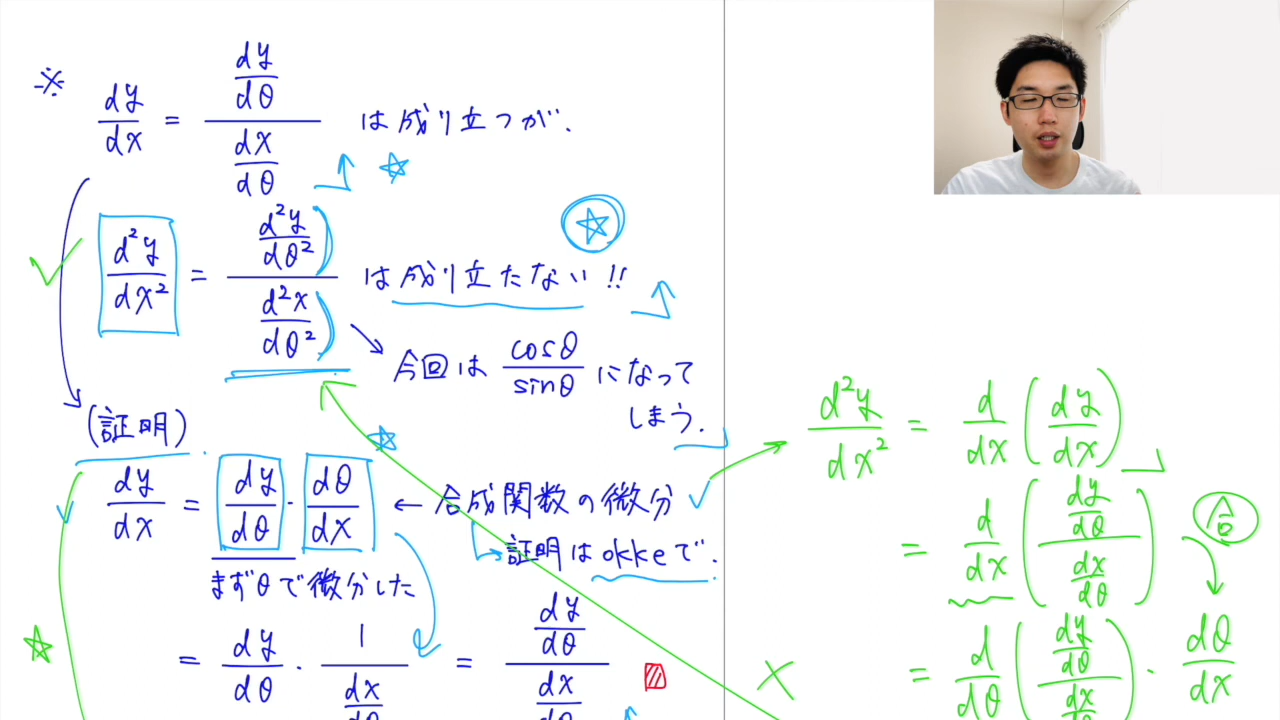 ※ dy/dx = (dy/dθ)/(dx/dθ) は成り立つが、
d²y/dx² = (d²y/dθ²)/(d²x/dθ²) は成り立たない!!
今回は cosθ/sinθ になって
しまう.
(証明)
dy/dx = dy/dθ · dθ/dx ← 合成関数の微分
証明はokkeで.
まずθで微分した
= dy/dθ · 1/(dx/dθ) = (dy/dθ)/(dx/dθ)
d²y/dx² = d/dx (dy/dx)
= d/dx ((dy/dθ)/(dx/dθ)) 合
= d/dθ ((dy/dθ)/(dx/dθ)) · dθ/dx